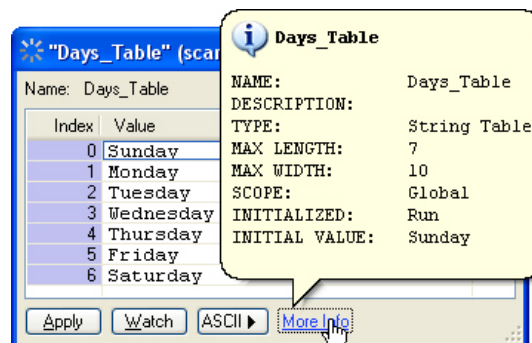 "Days_Table" (scan
Name: Days_Table
Index Value
0 Sunday
1 Monday
2 Tuesday
3 Wednesday
4 Thursday
5 Friday
6 Saturday
Apply Watch ASCII More Info
Days_Table
NAME: Days_Table
DESCRIPTION:
TYPE: String Table
MAX LENGTH: 7
MAX WIDTH: 10
SCOPE: Global
INITIALIZED: Run
INITIAL VALUE: Sunday